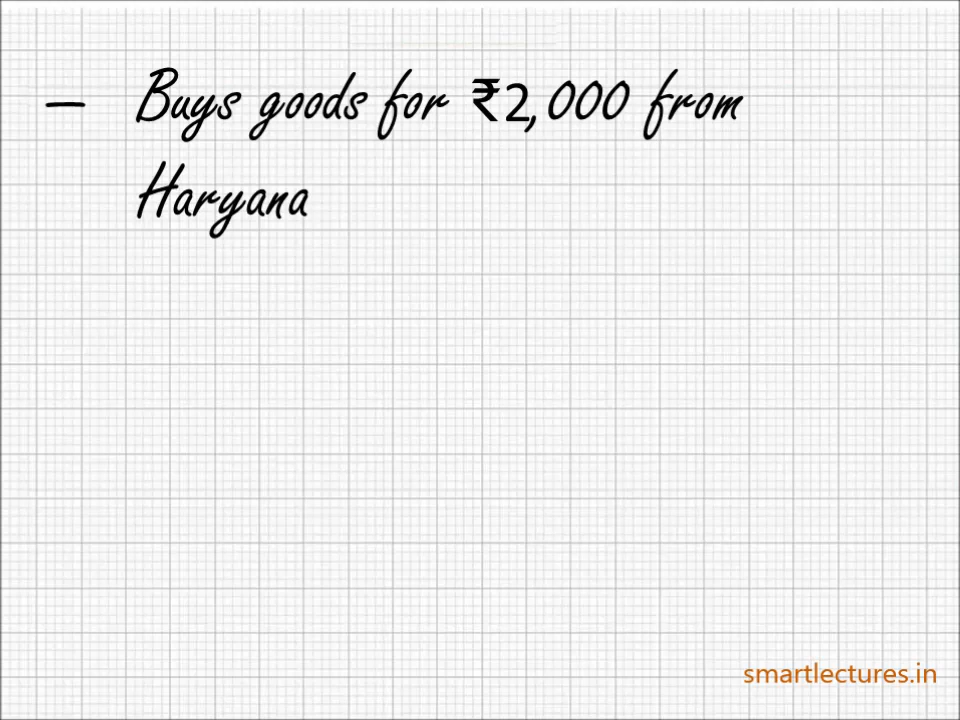 – Buys goods for ₹2,000 from
Haryana
smartlectures.in